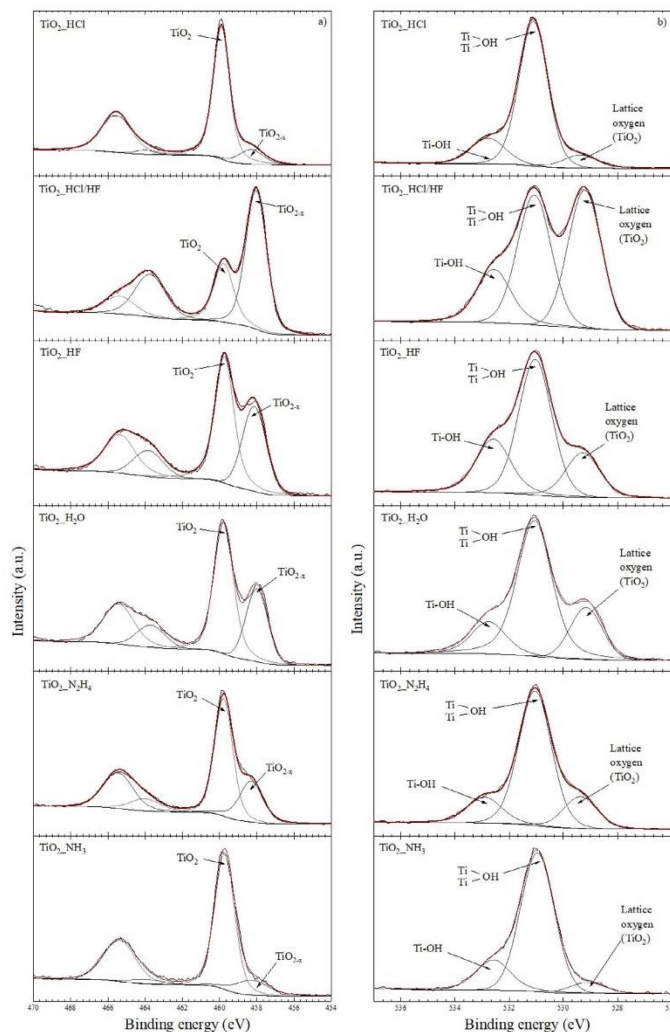 TiO2_HCl
TiO2
a)
TiO2-x
TiO2_HCl/HF
TiO2-x
TiO2
TiO2_HF
TiO2
TiO2-x
TiO2_H2O
TiO2
TiO2-x
TiO2_N2H4
TiO2
TiO2-x
TiO2_NH3
TiO2
TiO2-x
Intensity (a.u.)
470 468 466 464 462 460 458 456 454
Binding energy (eV)
TiO2_HCl
b)
Ti
Ti
OH
Ti-OH
Lattice
oxygen
(TiO2)
TiO2_HCl/HF
Ti
Ti
OH
Ti-OH
Lattice
oxygen
(TiO2)
TiO2_HF
Ti
Ti
OH
Ti-OH
Lattice
oxygen
(TiO2)
TiO2_H2O
Ti
Ti
OH
Ti-OH
Lattice
oxygen
(TiO2)
TiO2_N2H4
Ti
Ti
OH
Ti-OH
Lattice
oxygen
(TiO2)
TiO2_NH3
Ti
Ti
OH
Ti-OH
Lattice
oxygen
(TiO2)
Intensity (a.u.)
536 534 532 530 528
Binding energy (eV)